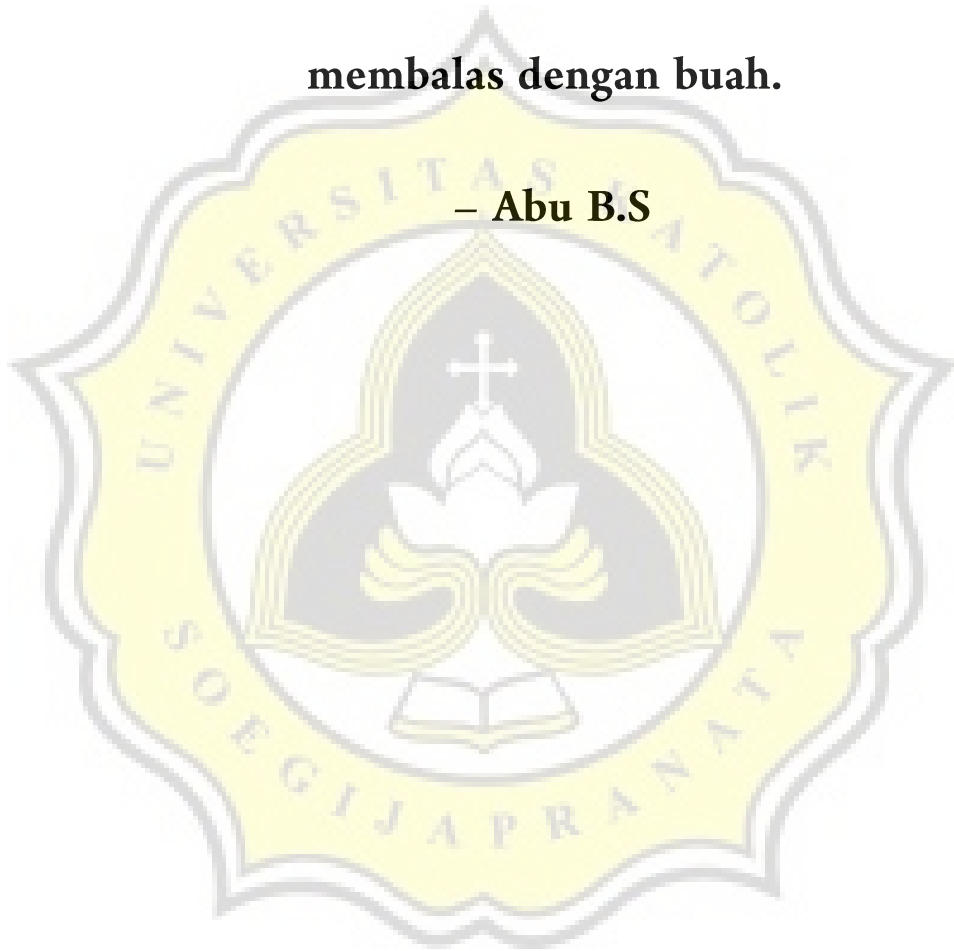 membalas dengan buah.
– Abu B.S
UNIVERSITAS KATOLIK
SOEGIJAPRANATA